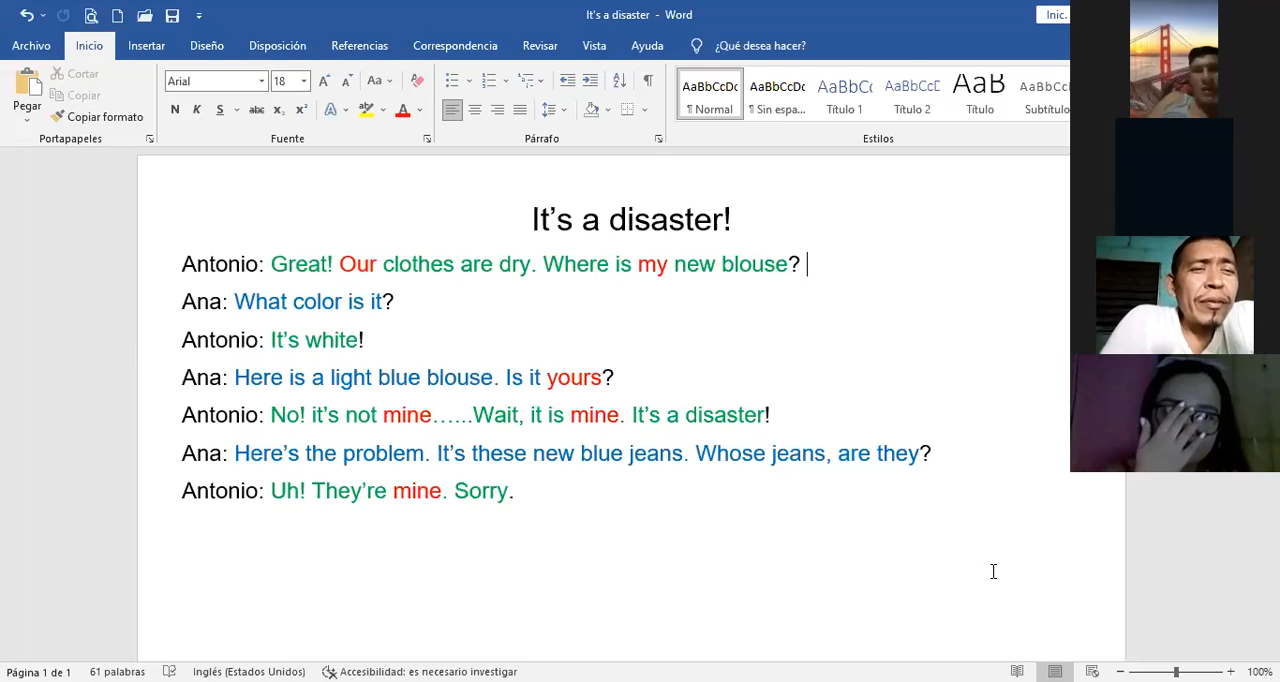 It's a disaster - Word
Inic.
Archivo Inicio Insertar Diseño Disposición Referencias Correspondencia Revisar Vista Ayuda ¿Qué desea hacer?
Pegar
Cortar
Copiar
Copiar formato
Portapapeles
Arial 18
Aa
N K S abc x₂ x²
Fuente
Párrafo
AaBbCcDc AaBbCcDc AaBbCc AaBbCcD AaB AaBbCc
¶ Normal ¶ Sin espa... Título 1 Título 2 Título Subtítulo
Estilos
It’s a disaster!
Antonio: Great! Our clothes are dry. Where is my new blouse?
Ana: What color is it?
Antonio: It’s white!
Ana: Here is a light blue blouse. Is it yours?
Antonio: No! it’s not mine…...Wait, it is mine. It’s a disaster!
Ana: Here’s the problem. It’s these new blue jeans. Whose jeans, are they?
Antonio: Uh! They’re mine. Sorry.
Página 1 de 1 61 palabras Inglés (Estados Unidos) Accesibilidad: es necesario investigar 100%